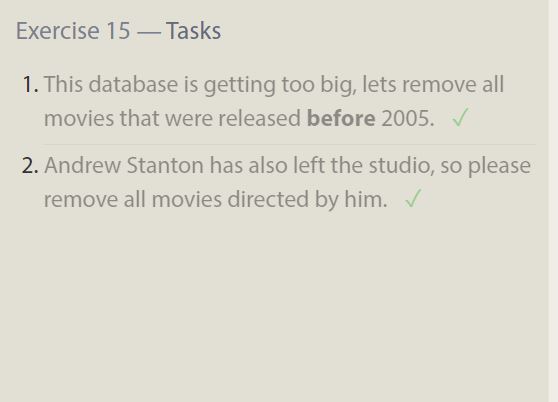 Exercise 15 — Tasks
1. This database is getting too big, lets remove all
movies that were released before 2005. ✓
2. Andrew Stanton has also left the studio, so please
remove all movies directed by him. ✓